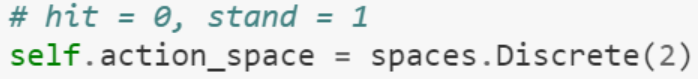 # hit = 0, stand = 1
self.action_space = spaces.Discrete(2)